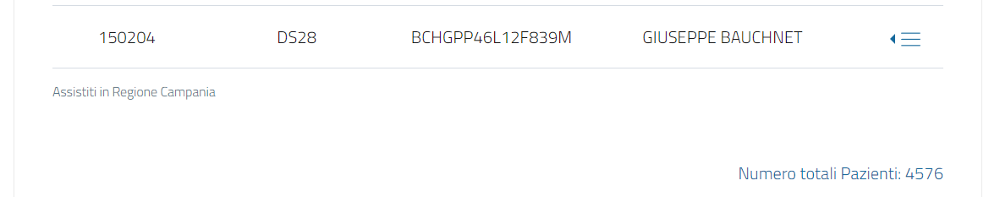 150204 DS28 BCHGPP46L12F839M GIUSEPPE BAUCHNET
Assistiti in Regione Campania
Numero totali Pazienti: 4576